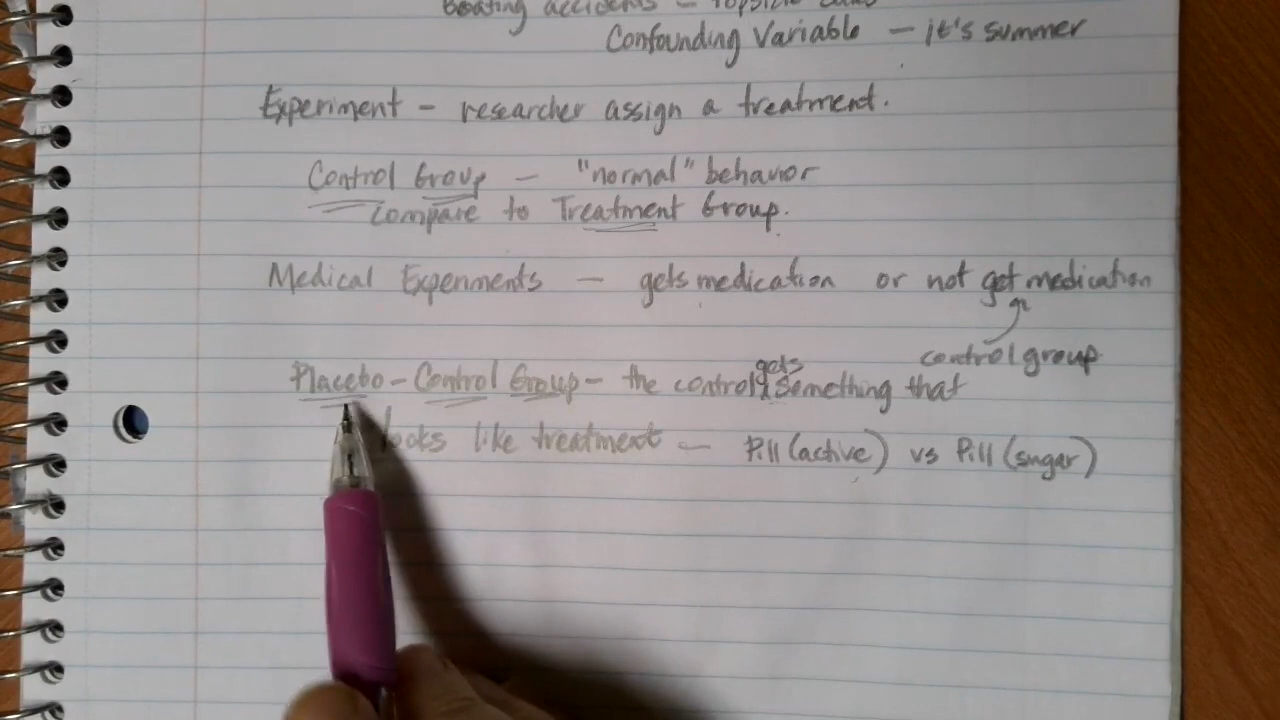 Boating accidents -
Confounding Variable - it's summer
Experiment - researcher assign a treatment.
Control Group - "normal" behavior
compare to Treatment Group.
Medical Experiments - gets medication or not get medication
control group
Placebo - Control Group - the control gets something that
looks like treatment - Pill (active) vs Pill (sugar)